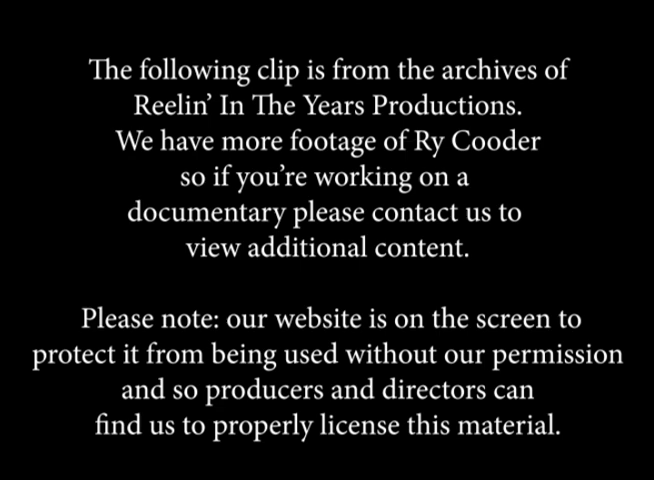 The following clip is from the archives of
Reelin’ In The Years Productions.
We have more footage of Ry Cooder
so if you’re working on a
documentary please contact us to
view additional content.
Please note: our website is on the screen to
protect it from being used without our permission
and so producers and directors can
find us to properly license this material.